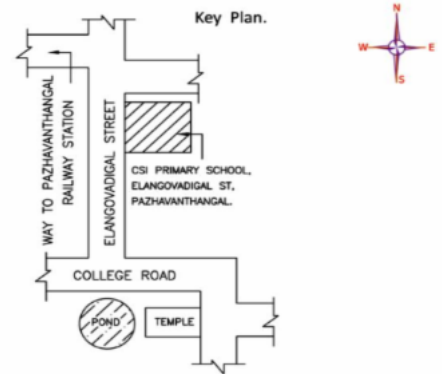 Key Plan.
N
W E
S
WAY TO PAZHAVANTHANGAL
RAILWAY STATION
ELANGOVADIGAL STREET
CSI PRIMARY SCHOOL,
ELANGOVADIGAL ST,
PAZHAVANTHANGAL.
COLLEGE ROAD
POND
TEMPLE